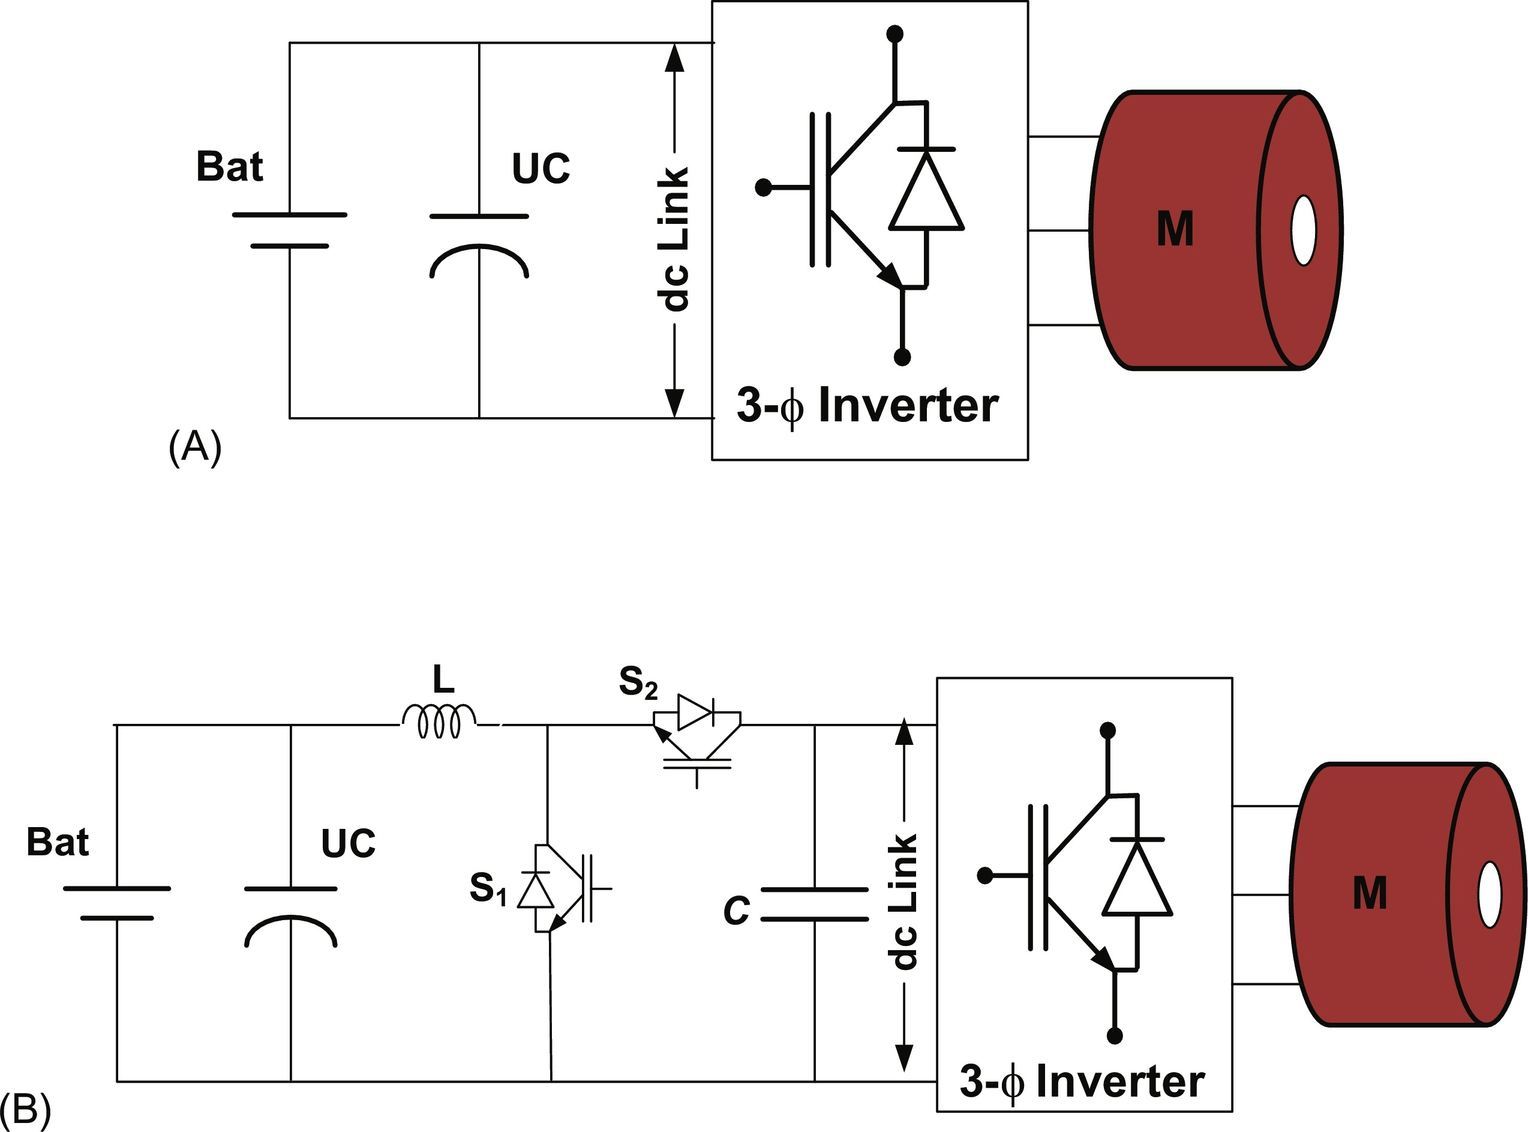 Bat
UC
dc Link
M
3-ϕ Inverter
(A)
L
S₂
Bat
UC
S₁
C
dc Link
M
3-ϕ Inverter
(B)